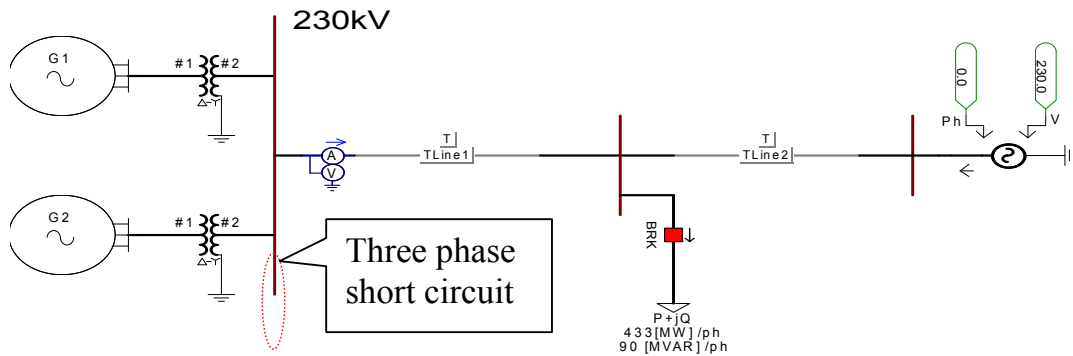 230kV
G1
#1
#2
0.0
230.0
Ph
V
T
TLine1
T
TLine2
A
V
G2
#1
#2
BRK
Three phase
short circuit
P+jQ
433[MW] /ph
90 [MVAR] /ph